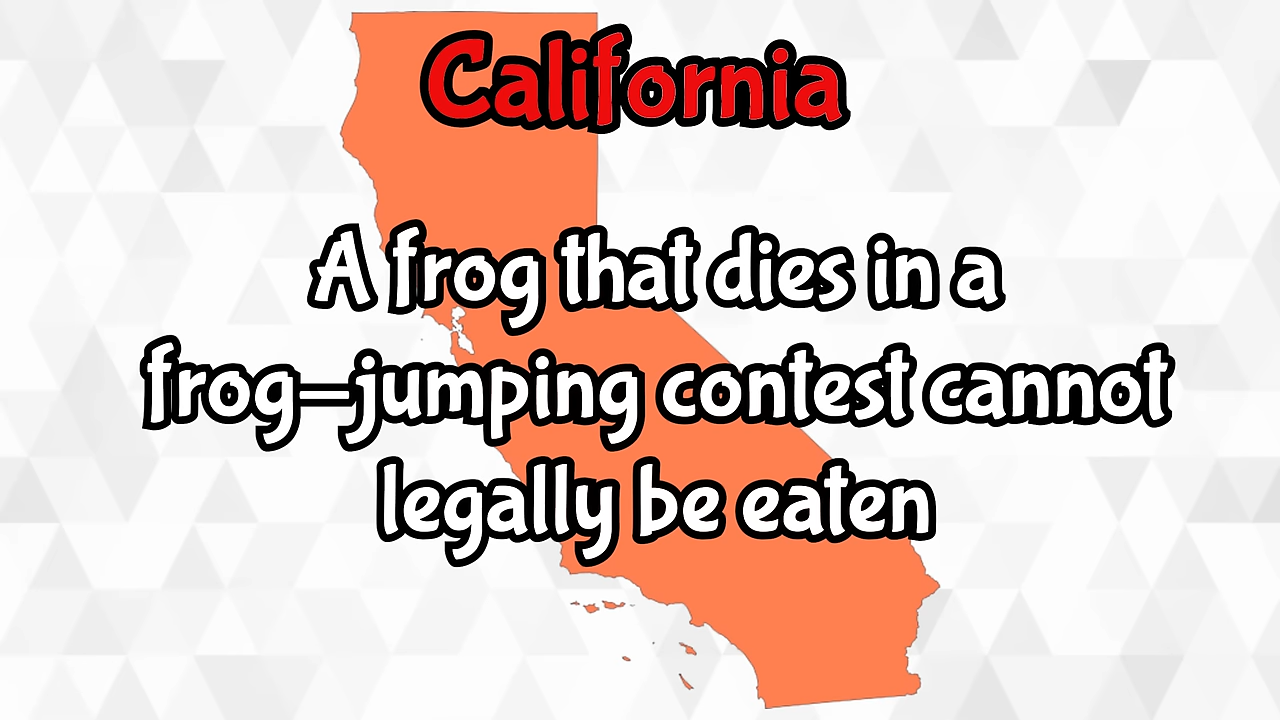 California
A frog that dies in a
frog–jumping contest cannot
legally be eaten